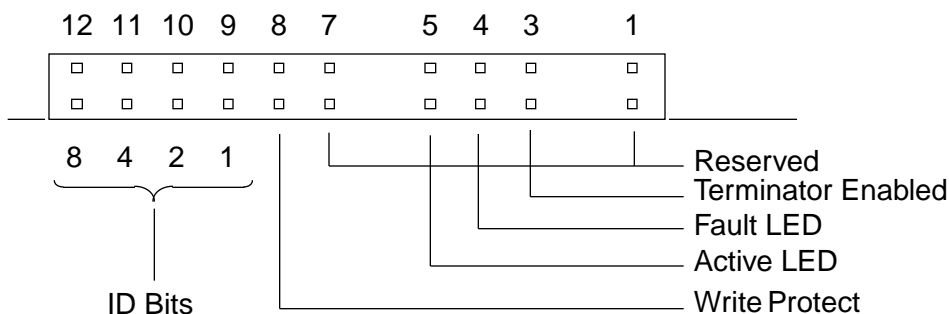 12 11 10 9 8 7 5 4 3 1
8 4 2 1
Reserved
Terminator Enabled
Fault LED
Active LED
ID Bits
Write Protect